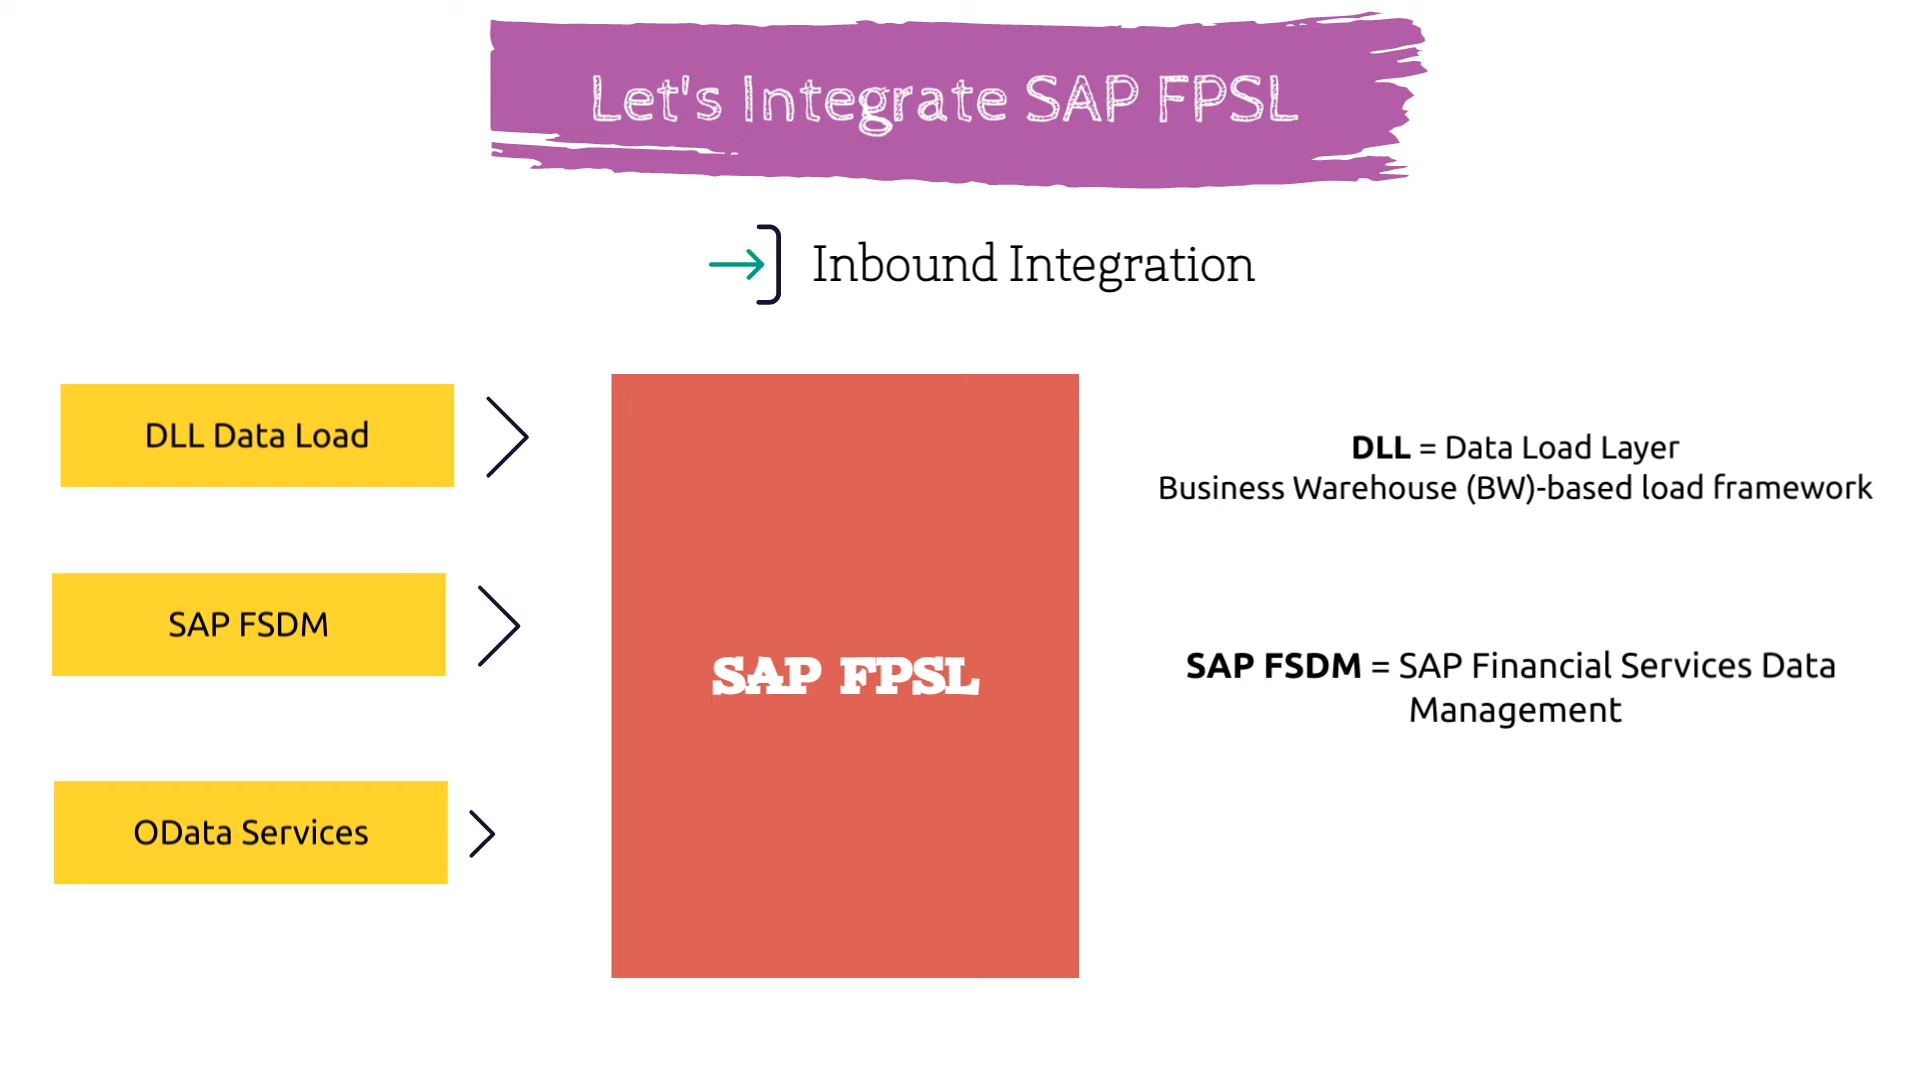 Let's Integrate SAP FPSL
Inbound Integration
DLL Data Load
SAP FSDM
OData Services
SAP FPSL
DLL = Data Load Layer
Business Warehouse (BW)-based load framework
SAP FSDM = SAP Financial Services Data
Management